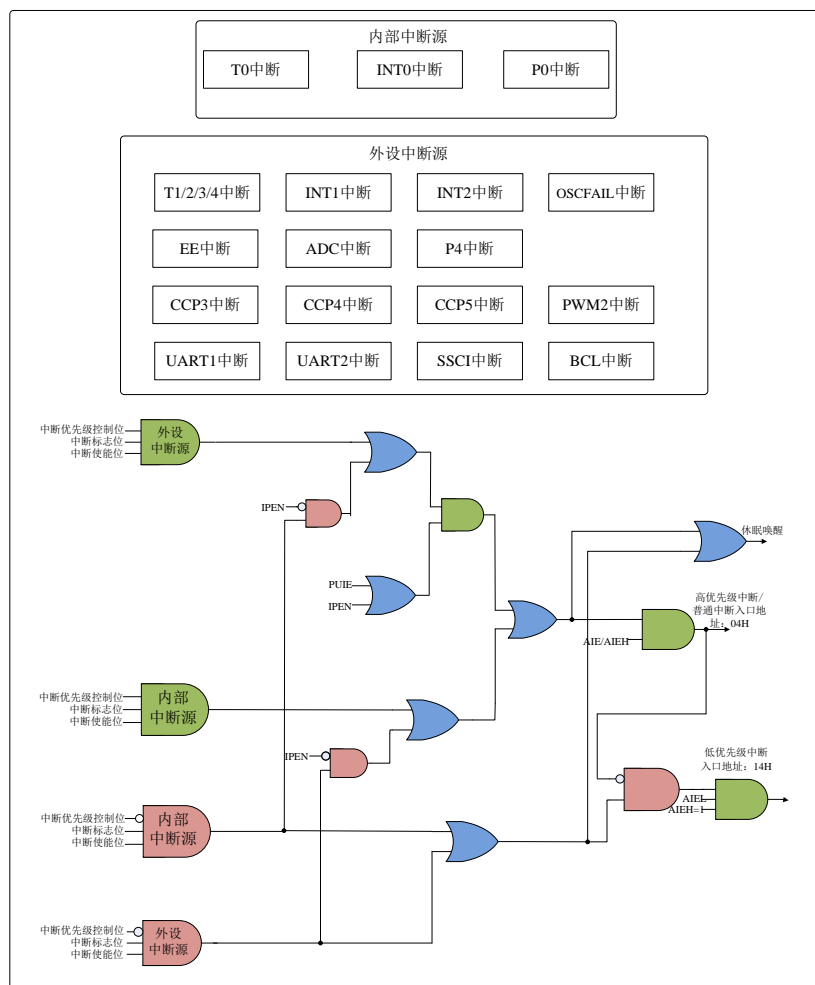 内部中断源
T0中断
INT0中断
P0中断
外设中断源
T1/2/3/4中断
INT1中断
INT2中断
OSCFAIL中断
EE中断
ADC中断
P4中断
CCP3中断
CCP4中断
CCP5中断
PWM2中断
UART1中断
UART2中断
SSCI中断
BCL中断
中断优先级控制位
中断标志位
中断使能位
外设
中断源
IPEN
PUIE
IPEN
休眠唤醒
高优先级中断/
普通中断入口地
址：04H
AIE/AIEH
中断优先级控制位
中断标志位
中断使能位
内部
中断源
IPEN
低优先级中断
入口地址：14H
AIEL
AIEH=1
中断优先级控制位
中断标志位
中断使能位
内部
中断源
中断优先级控制位
中断标志位
中断使能位
外设
中断源